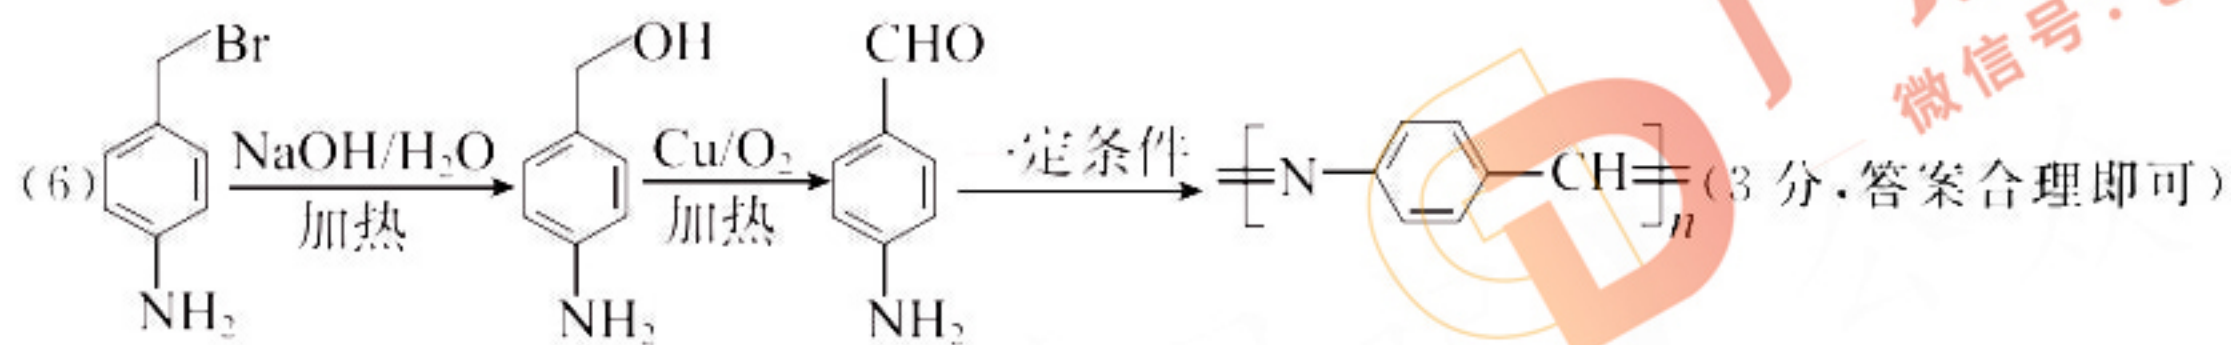 Br OH CHO
(6) NaOH/H₂O 加热 Cu/O₂ 加热 一定条件 [=N— —CH=]n (3分,答案合理即可)
NH₂ NH₂ NH₂
微信号: